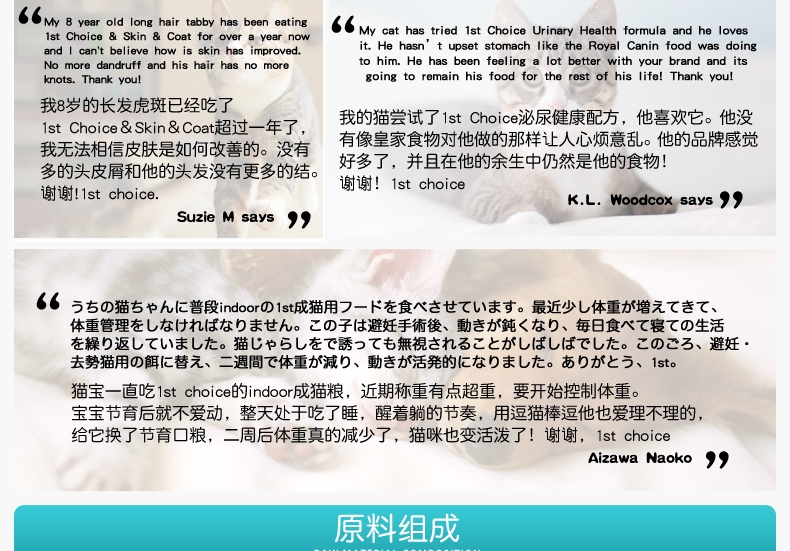 “My 8 year old long hair tabby has been eating
1st Choice & Skin & Coat for over a year now
and I can't believe how is skin has improved.
No more dandruff and his hair has no more
knots. Thank you!
我8岁的长发虎斑已经吃了
1st Choice＆Skin＆Coat超过一年了，
我无法相信皮肤是如何改善的。没有
多的头皮屑和他的头发没有更多的结。
谢谢!1st choice.
Suzie M says ”
“My cat has tried 1st Choice Urinary Health formula and he loves
it. He hasn’t upset stomach like the Royal Canin food was doing
to him. He has been feeling a lot better with your brand and its
going to remain his food for the rest of his life! Thank you!
我的猫尝试了1st Choice泌尿健康配方，他喜欢它。他没
有像皇家食物对他做的那样让人心烦意乱。他的品牌感觉
好多了，并且在他的余生中仍然是他的食物!
谢谢！1st choice
K.L. Woodcox says ”
“うちの猫ちゃんに普段indoorの1st成猫用フードを食べさせています。最近少し体重が増えてきて、
体重管理をしなければなりません。この子は避妊手術後、動きが鈍くなり、毎日食べて寝ての生活
を繰り返していました。猫じゃらしをで誘っても無視されることがしばしばでした。このごろ、避妊・
去勢猫用の餌に替え、二週間で体重が減り、動きが活発的になりました。ありがとう、1st。
猫宝一直吃1st choice的indoor成猫粮，近期称重有点超重，要开始控制体重。
宝宝节育后就不爱动，整天处于吃了睡，醒着躺的节奏，用逗猫棒逗他也爱理不理的，
给它换了节育口粮，二周后体重真的减少了，猫咪也变活泼了！谢谢，1st choice
Aizawa Naoko ”
原料组成